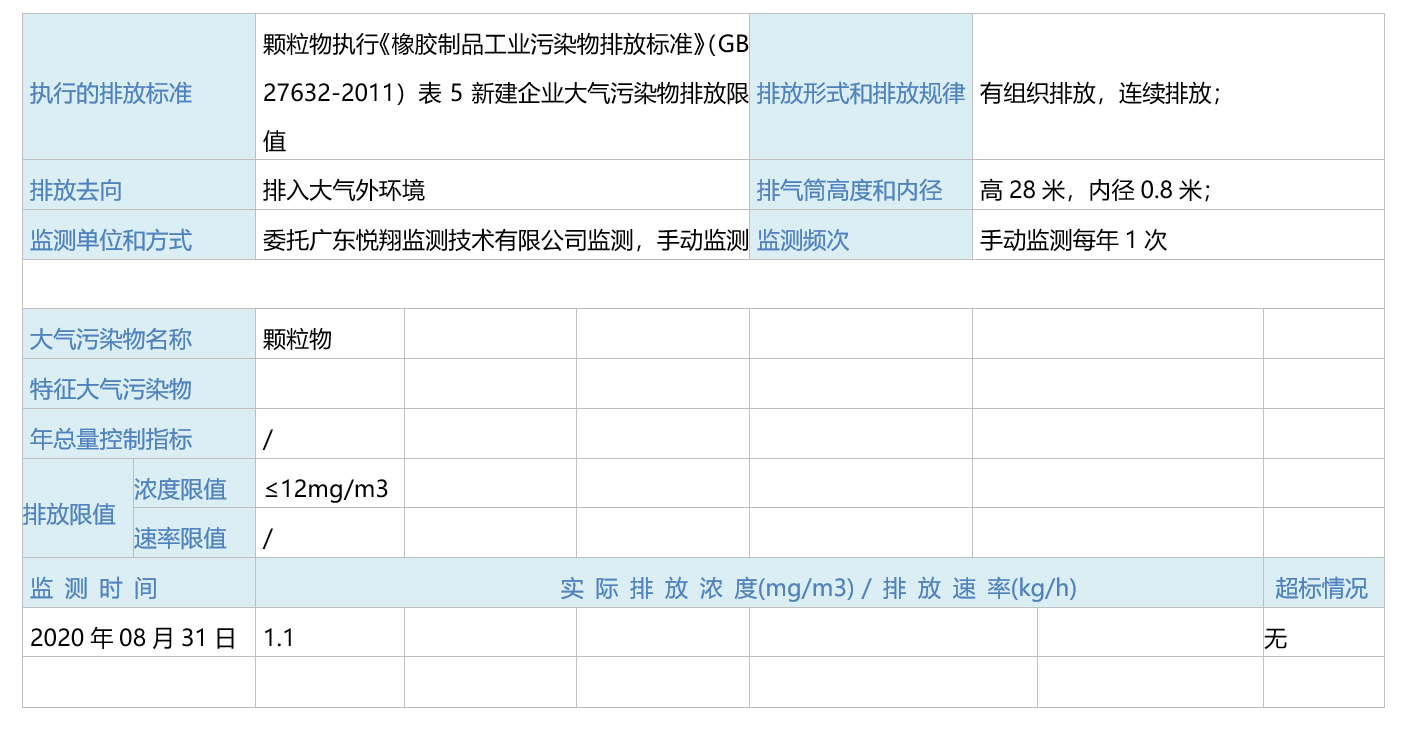 执行的排放标准
颗粒物执行《橡胶制品工业污染物排放标准》（GB
27632-2011）表 5 新建企业大气污染物排放限
值
排放形式和排放规律
有组织排放，连续排放；
排放去向
排入大气外环境
排气筒高度和内径
高 28 米，内径 0.8 米；
监测单位和方式
委托广东悦翔监测技术有限公司监测，手动监测
监测频次
手动监测每年 1 次
大气污染物名称
颗粒物
特征大气污染物
年总量控制指标
/
排放限值
浓度限值
≤12mg/m3
速率限值
/
监 测 时 间
实 际 排 放 浓 度(mg/m3) / 排 放 速 率(kg/h)
超标情况
2020 年 08 月 31 日
1.1
无